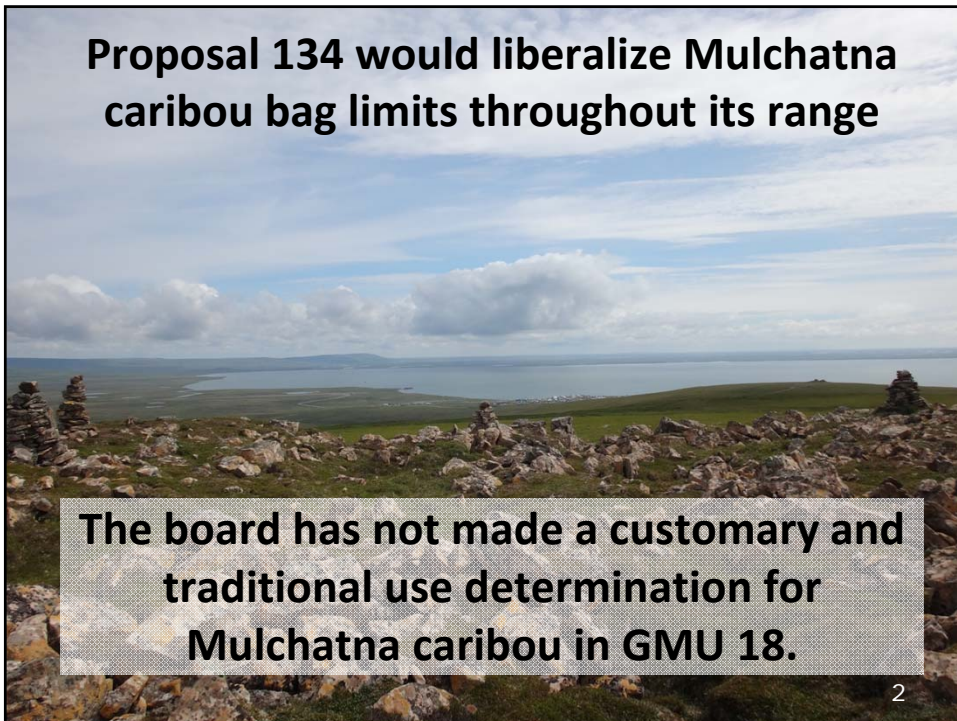 Proposal 134 would liberalize Mulchatna
caribou bag limits throughout its range
The board has not made a customary and
traditional use determination for
Mulchatna caribou in GMU 18.
2